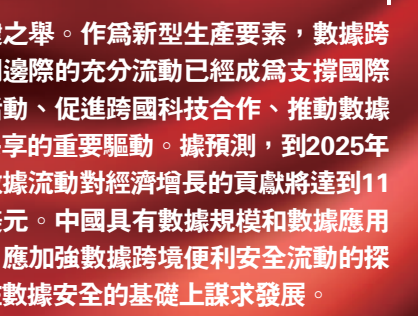 之舉。作爲新型生產要素，數據跨
邊際的充分流動已經成爲支撐國際
動、促進跨國科技合作、推動數據
享的重要驅動。據預測，到2025年
據流動對經濟增長的貢獻將達到11
元。中國具有數據規模和數據應用
應加強數據跨境便利安全流動的探
數據安全的基礎上謀求發展。